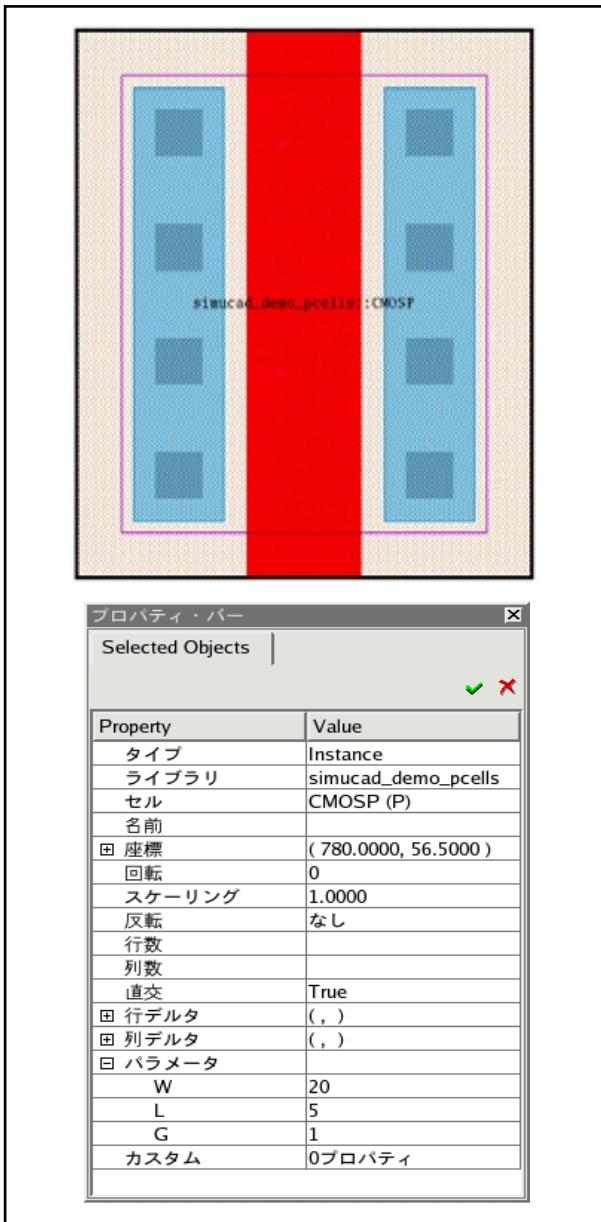 simucad_demo_pcells::CMOSP
プロパティ・バー
Selected Objects
Property Value
タイプ Instance
ライブラリ simucad_demo_pcells
セル CMOSP (P)
名前
座標 ( 780.0000, 56.5000 )
回転 0
スケーリング 1.0000
反転 なし
行数
列数
直交 True
行デルタ ( , )
列デルタ ( , )
パラメータ
W 20
L 5
G 1
カスタム 0プロパティ